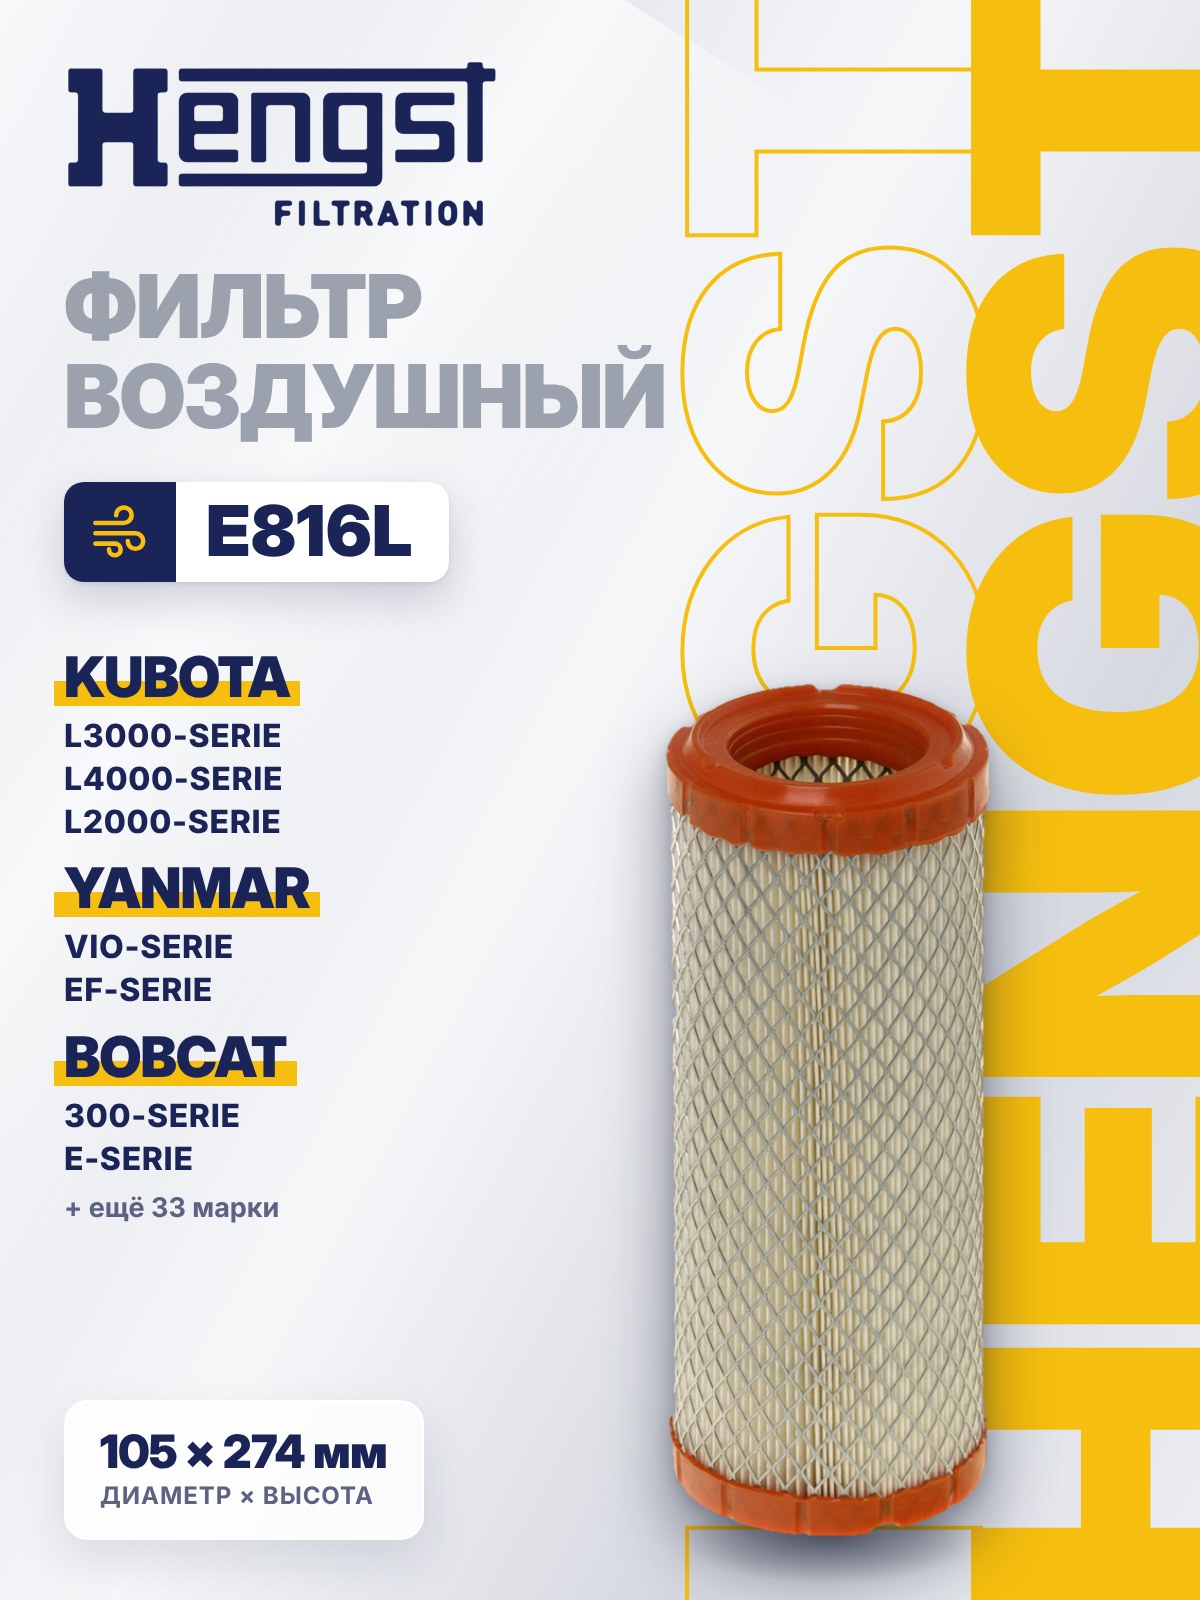 Hengst
FILTRATION
ФИЛЬТР
ВОЗДУШНЫЙ
E816L
KUBOTA
L3000-SERIE
L4000-SERIE
L2000-SERIE
YANMAR
VIO-SERIE
EF-SERIE
BOBCAT
300-SERIE
E-SERIE
+ ещё 33 марки
105 × 274 мм
ДИАМЕТР × ВЫСОТА
GST
HENGST